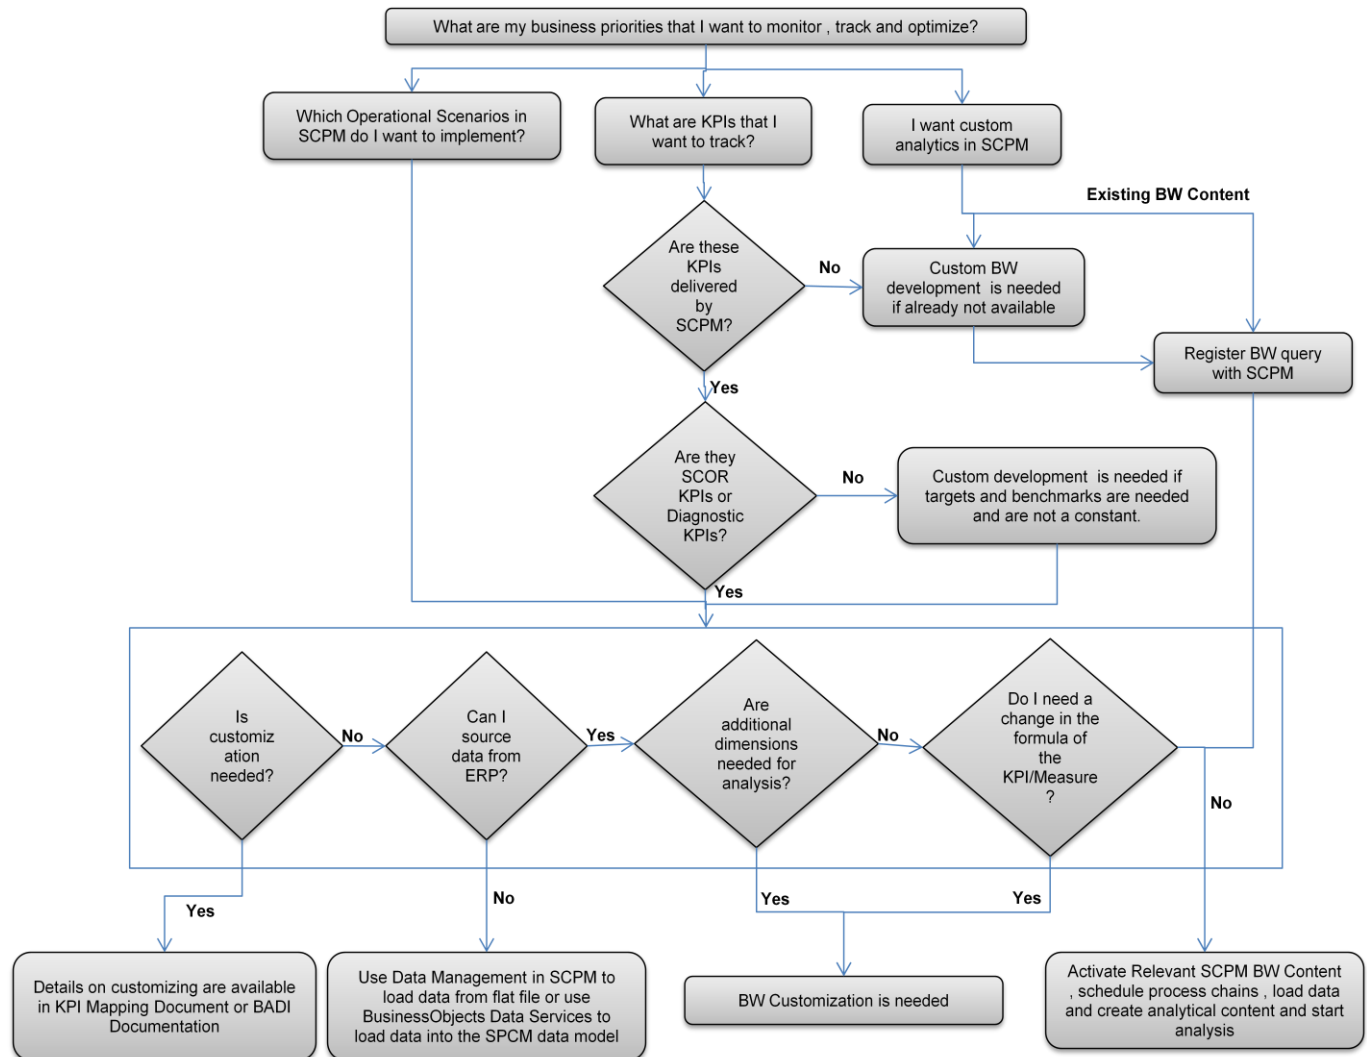 What are my business priorities that I want to monitor , track and optimize?
Which Operational Scenarios in
SCPM do I want to implement?
What are KPIs that I
want to track?
I want custom
analytics in SCPM
Existing BW Content
Are these
KPIs
delivered
by
SCPM?
No
Custom BW
development is needed
if already not available
Register BW query
with SCPM
Yes
Are they
SCOR
KPIs or
Diagnostic
KPIs?
No
Custom development is needed if
targets and benchmarks are needed
and are not a constant.
Yes
Is
customiz
ation
needed?
No
Can I
source
data from
ERP?
Yes
Are
additional
dimensions
needed for
analysis?
No
Do I need a
change in the
formula of
the
KPI/Measure
?
No
Yes
No
Yes
Yes
Details on customizing are available
in KPI Mapping Document or BADI
Documentation
Use Data Management in SCPM to
load data from flat file or use
BusinessObjects Data Services to
load data into the SPCM data model
BW Customization is needed
Activate Relevant SCPM BW Content
, schedule process chains , load data
and create analytical content and start
analysis